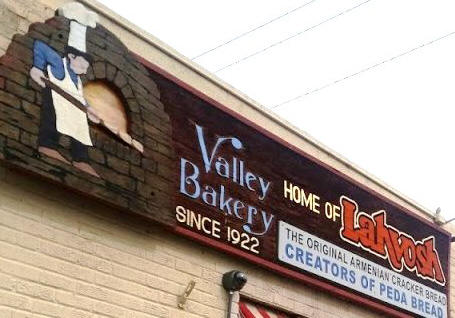 Valley
Bakery
SINCE 1922
HOME OF Lahvosh
THE ORIGINAL ARMENIAN CRACKER BREAD
CREATORS OF PEDA BREAD